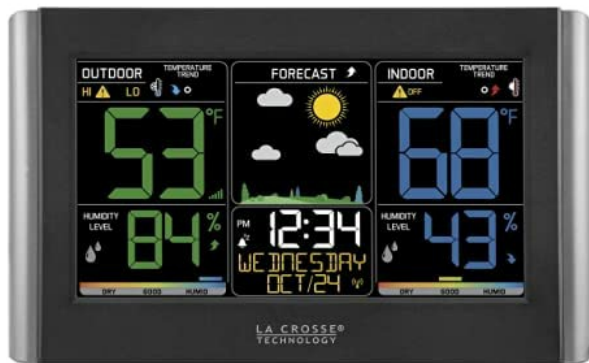 OUTDOOR
TEMPERATURE
TREND
HI LO
53 °F
HUMIDITY
LEVEL
84 %
DRY GOOD HUMID
FORECAST
PM
12:34
WEDNESDAY
OCT/24
INDOOR
TEMPERATURE
TREND
OFF
68 °F
HUMIDITY
LEVEL
43 %
DRY GOOD HUMID
LA CROSSE®
TECHNOLOGY